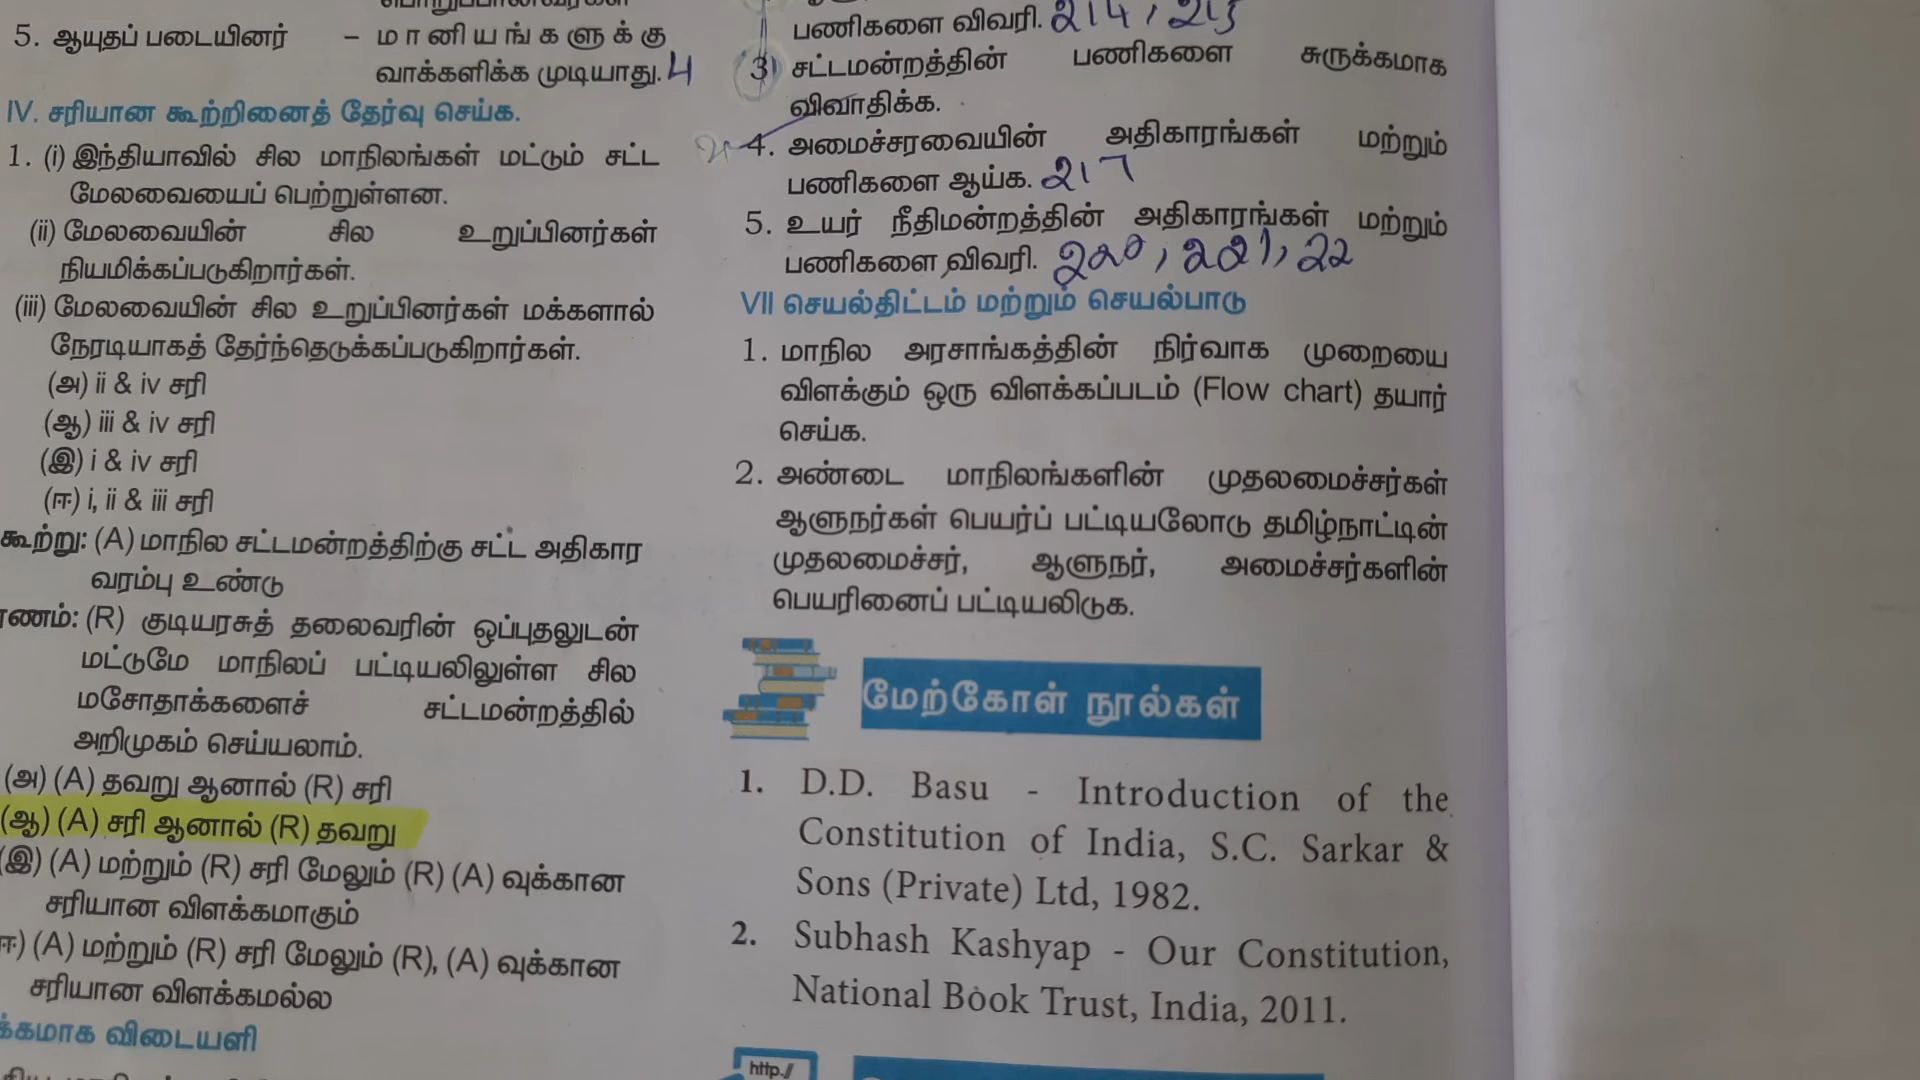 5. ஆயுதப் படையினர் – மானியங்களுக்கு
வாக்களிக்க முடியாது. 4
IV. சரியான கூற்றினைத் தேர்வு செய்க.
1. (i) இந்தியாவில் சில மாநிலங்கள் மட்டும் சட்ட
மேலவையைப் பெற்றுள்ளன.
(ii) மேலவையின் சில உறுப்பினர்கள்
நியமிக்கப்படுகிறார்கள்.
(iii) மேலவையின் சில உறுப்பினர்கள் மக்களால்
நேரடியாகத் தேர்ந்தெடுக்கப்படுகிறார்கள்.
(அ) ii & iv சரி
(ஆ) iii & iv சரி
(இ) i & iv சரி
(ஈ) i, ii & iii சரி
கூற்று: (A) மாநில சட்டமன்றத்திற்கு சட்ட அதிகார
வரம்பு உண்டு
ரணம்: (R) குடியரசுத் தலைவரின் ஒப்புதலுடன்
மட்டுமே மாநிலப் பட்டியலிலுள்ள சில
மசோதாக்களைச் சட்டமன்றத்தில்
அறிமுகம் செய்யலாம்.
(அ) (A) தவறு ஆனால் (R) சரி
(ஆ) (A) சரி ஆனால் (R) தவறு
(இ) (A) மற்றும் (R) சரி மேலும் (R) (A) வுக்கான
சரியான விளக்கமாகும்
ஈ) (A) மற்றும் (R) சரி மேலும் (R), (A) வுக்கான
சரியான விளக்கமல்ல
க்கமாக விடையளி
பணிகளை விவரி. 214, 215
3 சட்டமன்றத்தின் பணிகளை சுருக்கமாக
விவாதிக்க.
4. அமைச்சரவையின் அதிகாரங்கள் மற்றும்
பணிகளை ஆய்க. 217
5. உயர் நீதிமன்றத்தின் அதிகாரங்கள் மற்றும்
பணிகளை விவரி. 220, 221, 22
VII செயல்திட்டம் மற்றும் செயல்பாடு
1. மாநில அரசாங்கத்தின் நிர்வாக முறையை
விளக்கும் ஒரு விளக்கப்படம் (Flow chart) தயார்
செய்க.
2. அண்டை மாநிலங்களின் முதலமைச்சர்கள்
ஆளுநர்கள் பெயர்ப் பட்டியலோடு தமிழ்நாட்டின்
முதலமைச்சர், ஆளுநர், அமைச்சர்களின்
பெயரினைப் பட்டியலிடுக.
மேற்கோள் நூல்கள்
1. D.D. Basu - Introduction of the
Constitution of India, S.C. Sarkar &
Sons (Private) Ltd, 1982.
2. Subhash Kashyap - Our Constitution,
National Book Trust, India, 2011.
http://